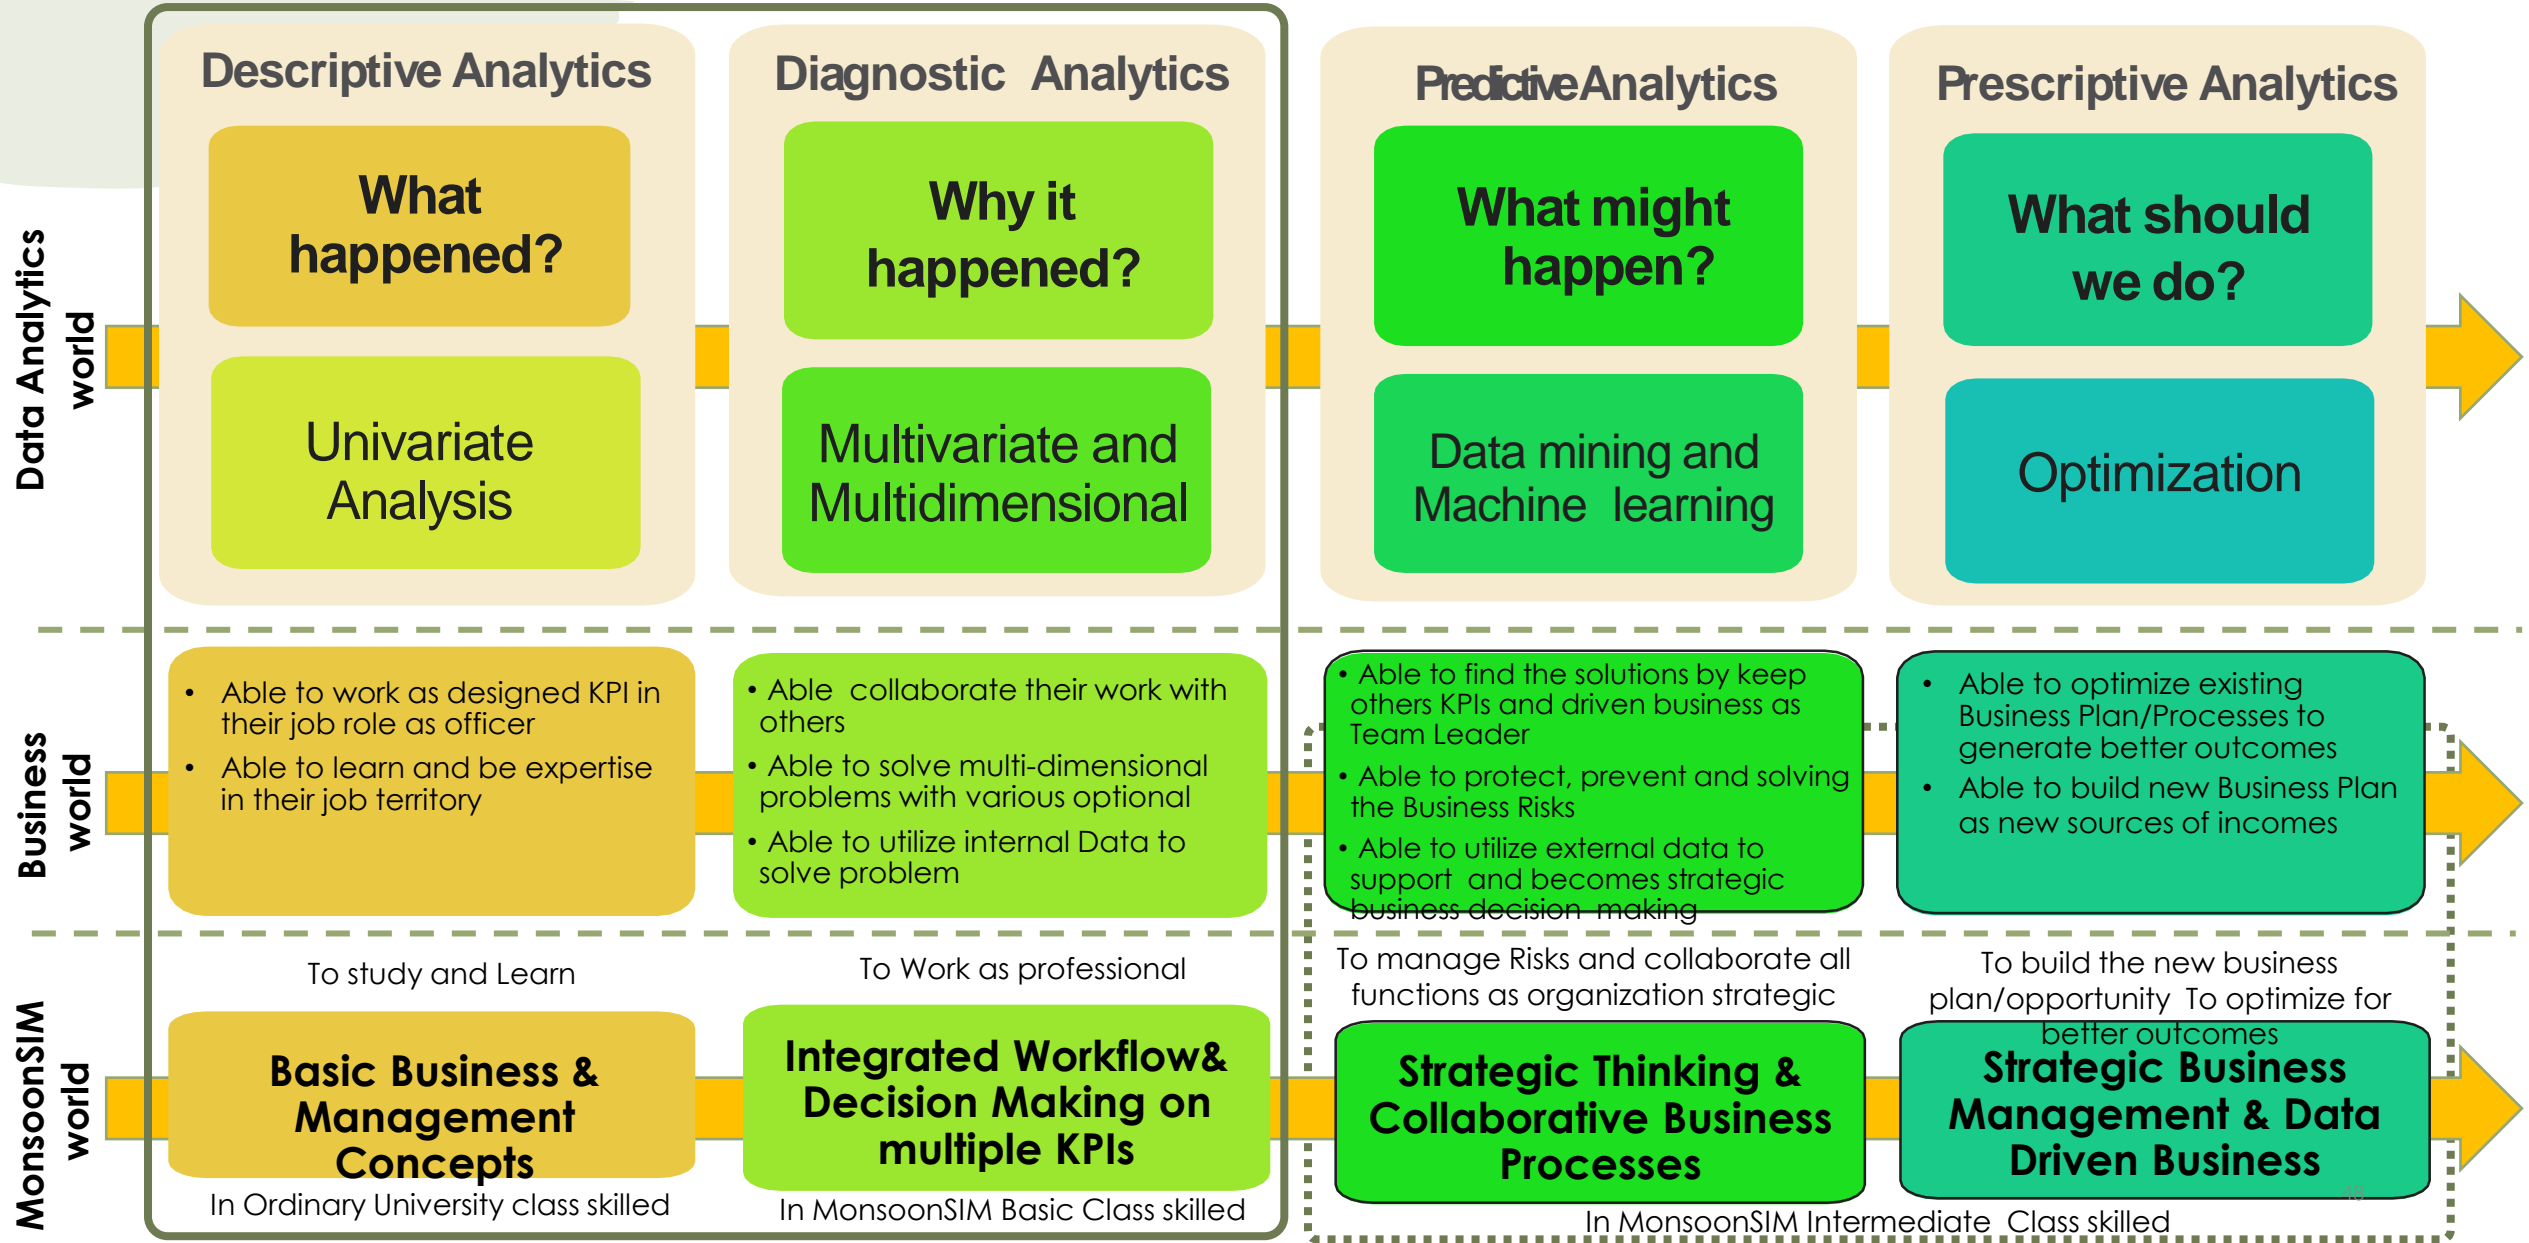 Descriptive Analytics
Diagnostic Analytics
Predictive Analytics
Prescriptive Analytics
Data Analytics
world
What
happened?
Why it
happened?
What might
happen?
What should
we do?
Univariate
Analysis
Multivariate and
Multidimensional
Data mining and
Machine learning
Optimization
Business
world
• Able to work as designed KPI in
their job role as officer
• Able to learn and be expertise
in their job territory
• Able collaborate their work with
others
• Able to solve multi-dimensional
problems with various optional
• Able to utilize internal Data to
solve problem
• Able to find the solutions by keep
others KPIs and driven business as
Team Leader
• Able to protect, prevent and solving
the Business Risks
• Able to utilize external data to
support and becomes strategic
business decision making
• Able to optimize existing
Business Plan/Processes to
generate better outcomes
• Able to build new Business Plan
as new sources of incomes
MonsoonSIM
world
To study and Learn
Basic Business &
Management
Concepts
In Ordinary University class skilled
To Work as professional
Integrated Workflow&
Decision Making on
multiple KPIs
In MonsoonSIM Basic Class skilled
To manage Risks and collaborate all
functions as organization strategic
Strategic Thinking &
Collaborative Business
Processes
To build the new business
plan/opportunity To optimize for
better outcomes
Strategic Business
Management & Data
Driven Business
48
In MonsoonSIM Intermediate Class skilled